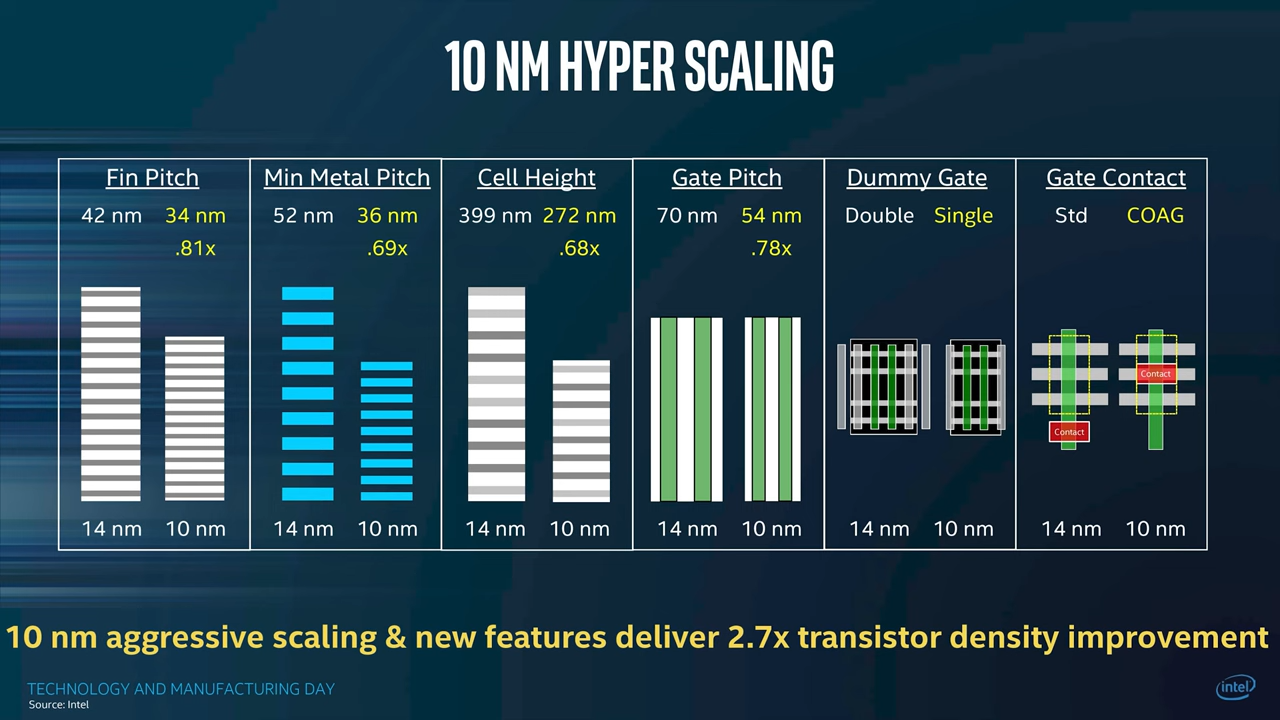 10 NM HYPER SCALING
Fin Pitch
42 nm 34 nm
.81x
14 nm 10 nm
Min Metal Pitch
52 nm 36 nm
.69x
14 nm 10 nm
Cell Height
399 nm 272 nm
.68x
14 nm 10 nm
Gate Pitch
70 nm 54 nm
.78x
14 nm 10 nm
Dummy Gate
Double Single
14 nm 10 nm
Gate Contact
Std COAG
Contact
Contact
14 nm 10 nm
10 nm aggressive scaling & new features deliver 2.7x transistor density improvement
TECHNOLOGY AND MANUFACTURING DAY
Source: Intel
intel